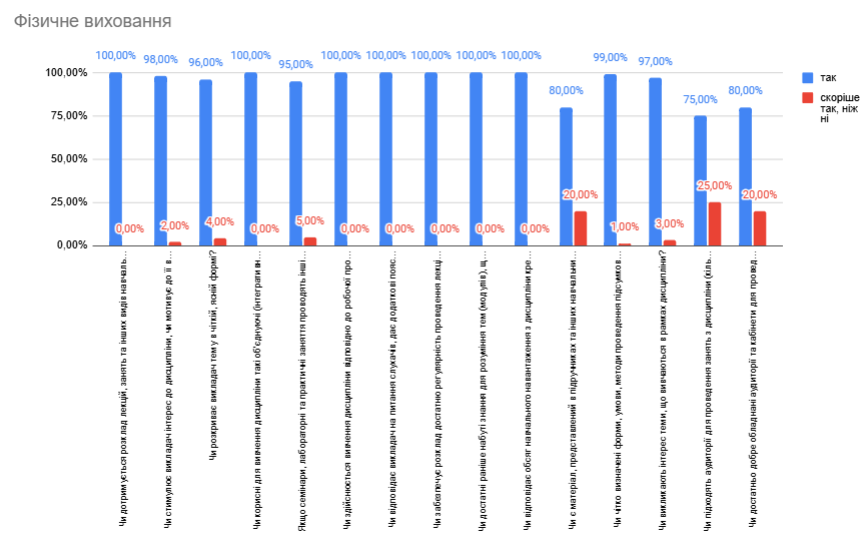 Фізичне виховання
100,00%
98,00%
96,00%
100,00%
95,00%
100,00%
100,00%
100,00%
100,00%
100,00%
80,00%
99,00%
97,00%
75,00%
80,00%
так
скоріше
так, ніж
ні
100,00%
75,00%
50,00%
25,00%
0,00%
0,00%
2,00%
4,00%
0,00%
5,00%
0,00%
0,00%
0,00%
0,00%
0,00%
20,00%
1,00%
3,00%
25,00%
20,00%
Чи дотримується розклад лекцій, занять та інших видів навчаль...
Чи стимулює викладач інтерес до дисципліни, чи мотивує до її в...
Чи розкриває викладач тему в чіткій, ясній формі?
Чи корисні для вивчення дисципліни такі об'єднуючі (інтегративн...
Якщо семінари, лабораторні та практичні заняття проводять інші...
Чи здійснюється вивчення дисципліни відповідно до робочої про...
Чи відповідає викладач на питання слухачів, дає додаткові пояс...
Чи забезпечує розклад достатню регулярність проведення лекці...
Чи достатні раніше набуті знання для розуміння тем (модулів), щ...
Чи відповідає обсяг навчального навантаження з дисципліни кре...
Чи є матеріал, представлений в підручниках та інших навчальни...
Чи чітко визначені форми, умови, методи проведення підсумков...
Чи викликають інтерес теми, що вивчаються в рамках дисципліни?
Чи підходять аудиторії для проведення занять з дисципліни (кіль...
Чи достатньо добре обладнані аудиторії та кабінети для провед...